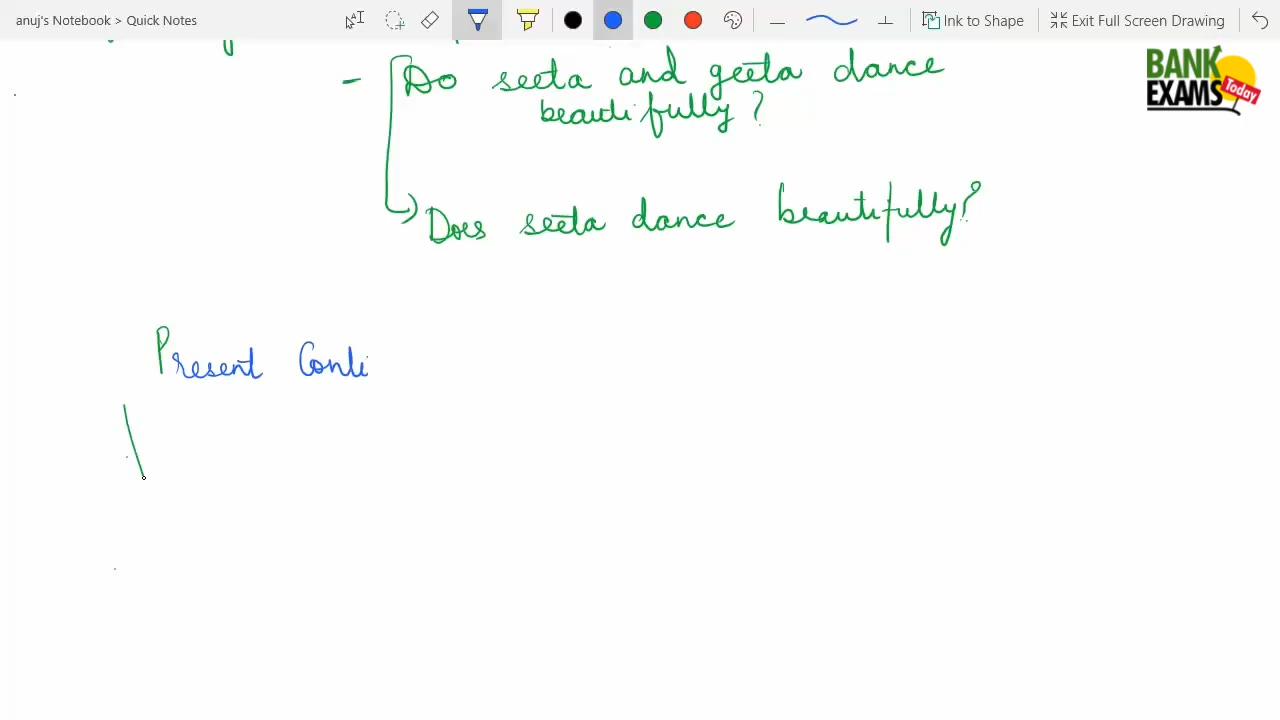 anuj's Notebook > Quick Notes
Ink to Shape
Exit Full Screen Drawing
BANK
EXAMS
Today
- Do seeta and geeta dance
beautifully?
Does seeta dance beautifully?
Present Conti